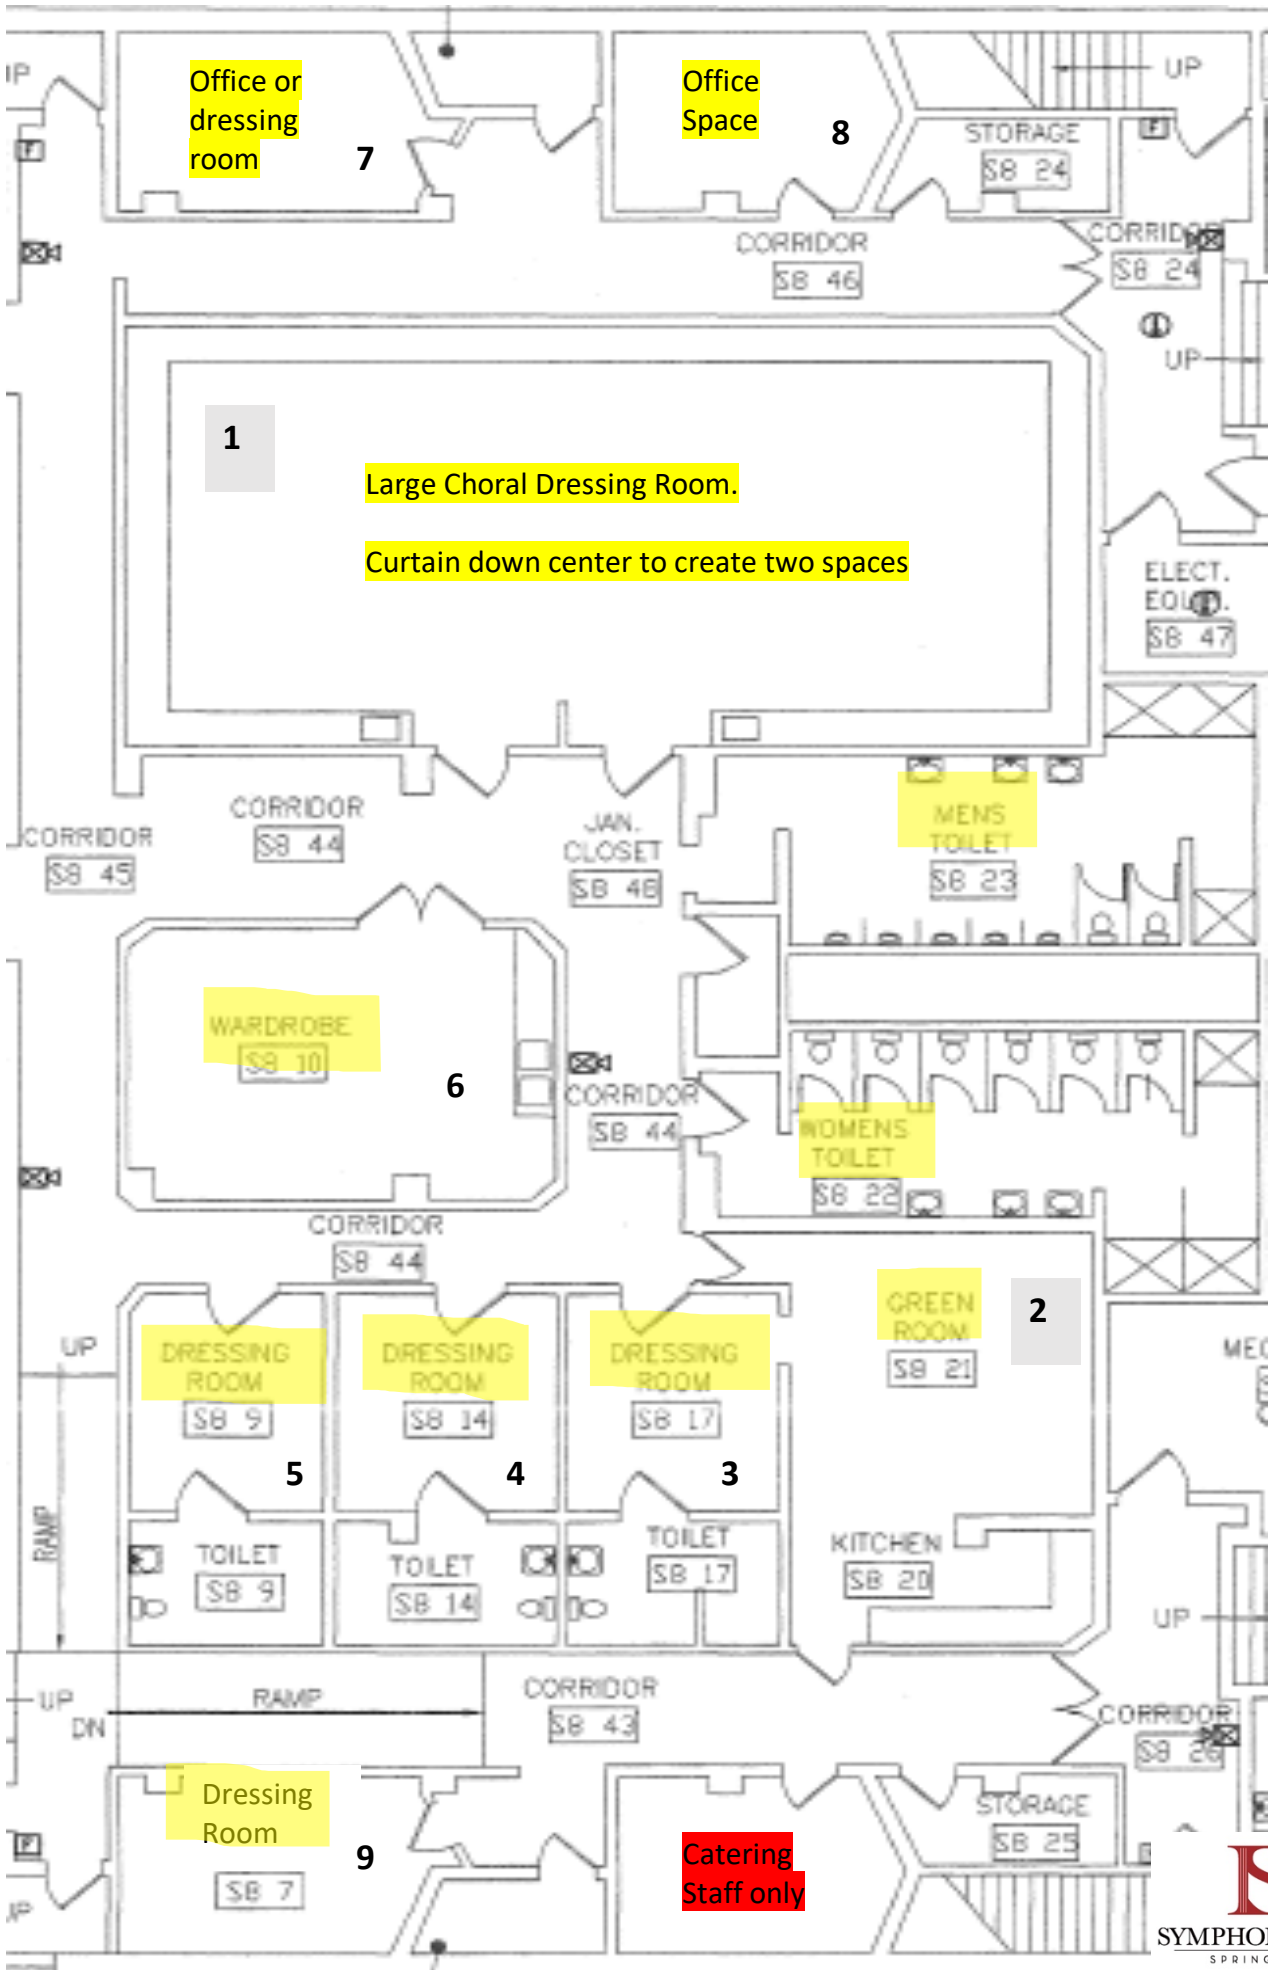 UP
Office or
dressing
room
7
Office
Space
8
UP
STORAGE
SB 24
F
F
CORRIDOR
SB 46
CORRIDOR
SB 24
UP
1
Large Choral Dressing Room.
Curtain down center to create two spaces
ELECT.
SB 47
CORRIDOR
SB 44
CORRIDOR
SB 45
JAN.
CLOSET
SB 48
MENS
TOILET
SB 23
WARDROBE
SB 10
6
CORRIDOR
SB 44
WOMENS
TOILET
SB 22
CORRIDOR
SB 44
UP
DRESSING
ROOM
SB 9
5
DRESSING
ROOM
SB 14
4
DRESSING
ROOM
SB 17
3
GREEN
ROOM
SB 21
2
RAMP
TOILET
SB 9
TOILET
SB 14
TOILET
SB 17
KITCHEN
SB 20
UP
UP
DN
RAMP
CORRIDOR
SB 43
CORRIDOR
SB 26
Dressing
Room
9
SB 7
F
UP
Catering
Staff only
STORAGE
SB 25